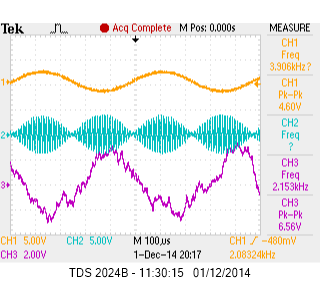 Tek Acq Complete M Pos: 0.000s MEASURE
CH1
Freq
3.906kHz?
CH1
Pk-Pk
4.60V
CH2
Freq
?
CH3
Freq
2.153kHz
CH3
Pk-Pk
6.56V
1
2
3
CH1 5.00V CH2 5.00V M 100µs CH1 / -480mV
CH3 2.00V 1-Dec-14 20:17 2.08324kHz
TDS 2024B - 11:30:15 01/12/2014